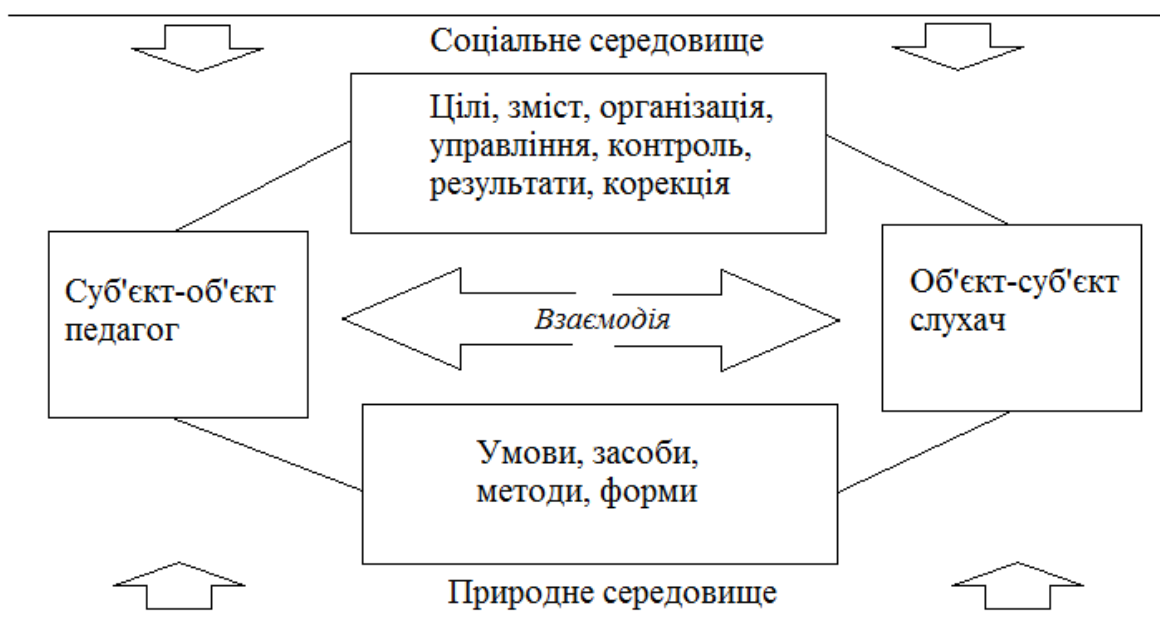 Соціальне середовище
Цілі, зміст, організація,
управління, контроль,
результати, корекція
Суб'єкт-об'єкт
педагог
Взаємодія
Об'єкт-суб'єкт
слухач
Умови, засоби,
методи, форми
Природне середовище